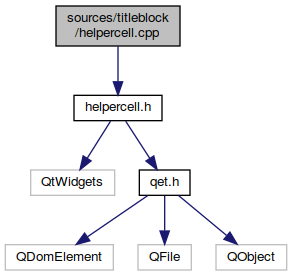 sources/titleblock
/helpercell.cpp
helpercell.h
QtWidgets
qet.h
QDomElement
QFile
QObject